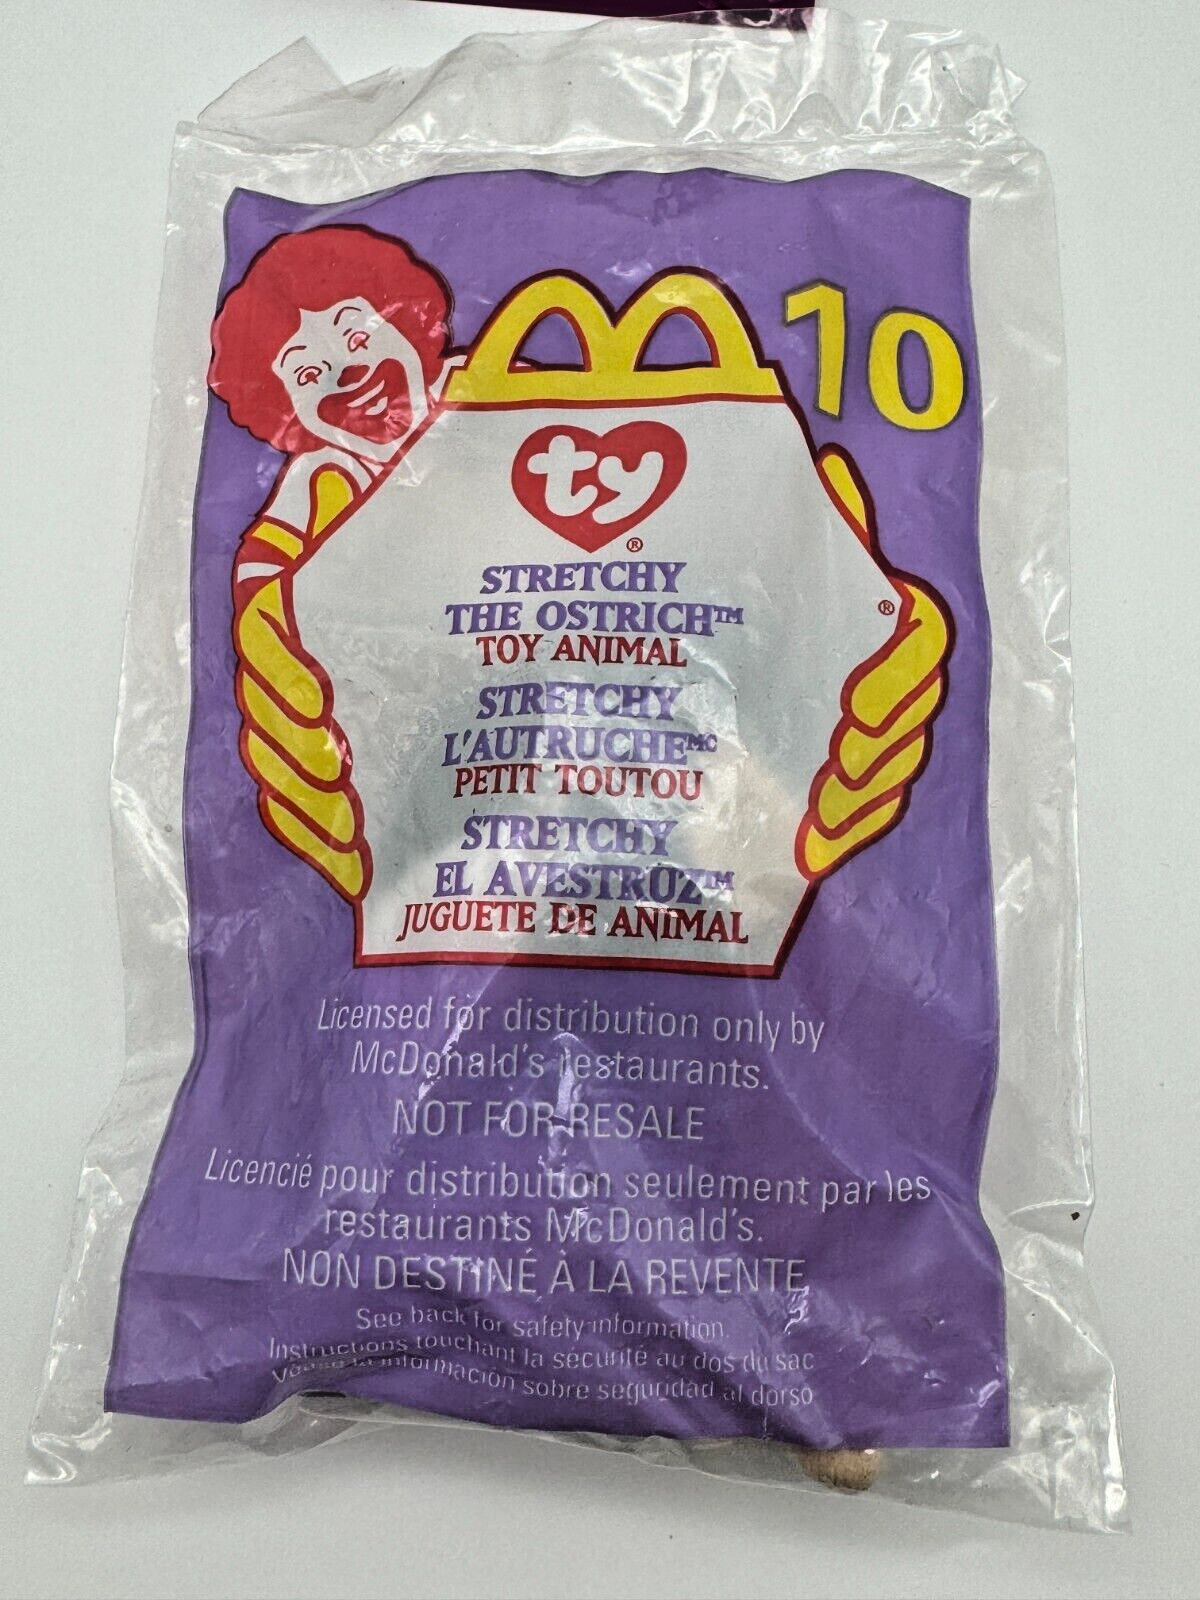 10
ty®
STRETCHY
THE OSTRICH™
TOY ANIMAL
®
STRETCHY
L'AUTRUCHE MC
PETIT TOUTOU
STRETCHY
EL AVESTRUZ™
JUGUETE DE ANIMAL
Licensed for distribution only by
McDonald's restaurants.
NOT FOR RESALE
Licencié pour distribution seulement par les
restaurants McDonald's.
NON DESTINÉ À LA REVENTE
See back for safety information.
Instructions touchant la sécurité au dos du sac
Véase la información sobre seguridad al dorso